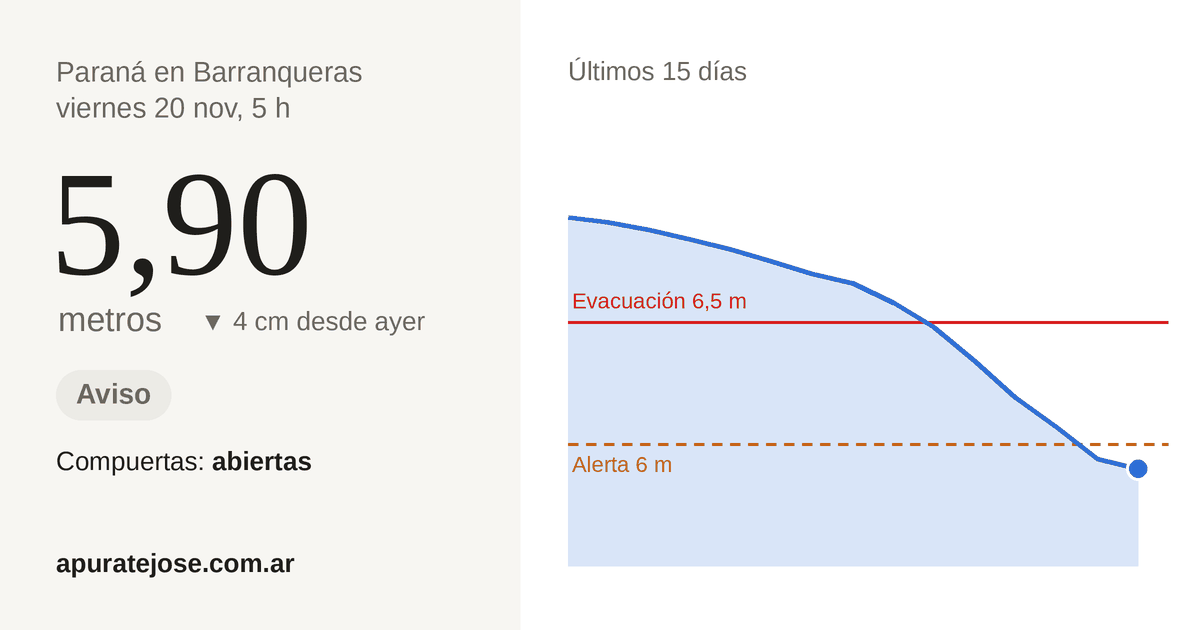 Paraná en Barranqueras
viernes 20 nov, 5 h
5,90
metros ▼ 4 cm desde ayer
Aviso
Compuertas: abiertas
apuratejose.com.ar
Últimos 15 días
Evacuación 6,5 m
Alerta 6 m